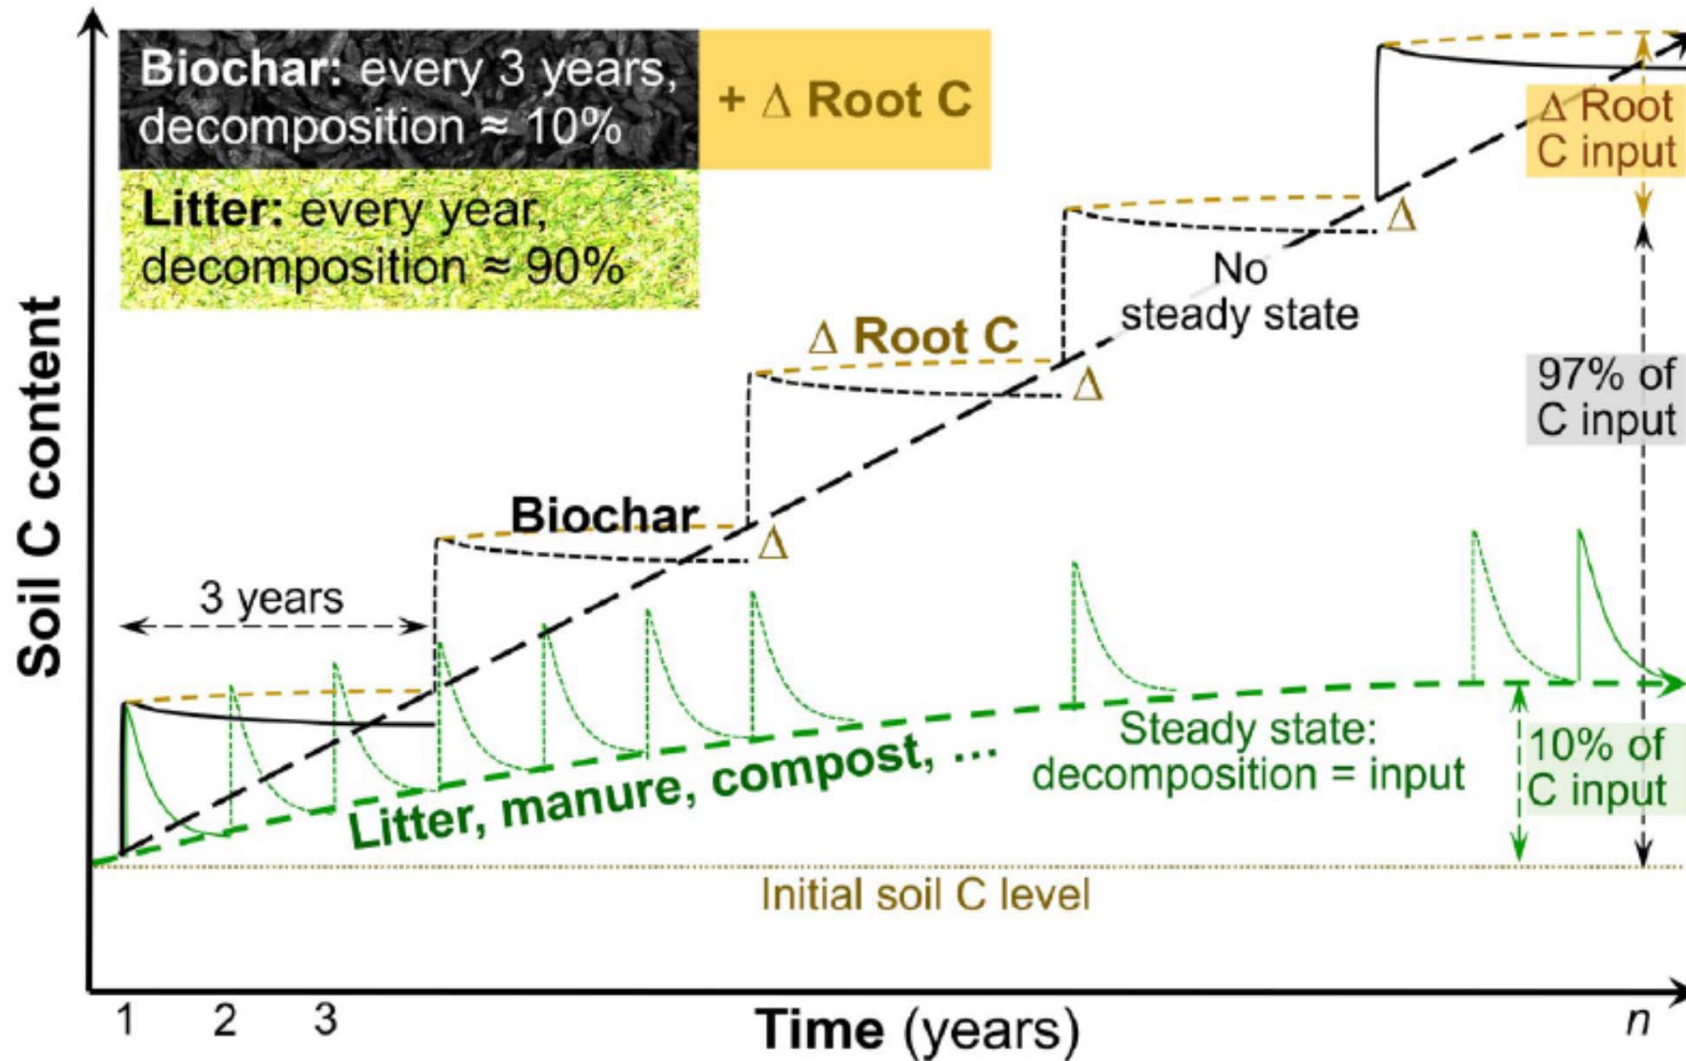 Biochar: every 3 years,
decomposition ≈ 10%
+ Δ Root C
Litter: every year,
decomposition ≈ 90%
Δ Root
C input
Δ
No
steady state
Δ Root C
Δ
97% of
C input
Biochar
Δ
3 years
Soil C content
Steady state:
decomposition = input
10% of
C input
Litter, manure, compost, ...
Initial soil C level
1 2 3
Time (years)
n